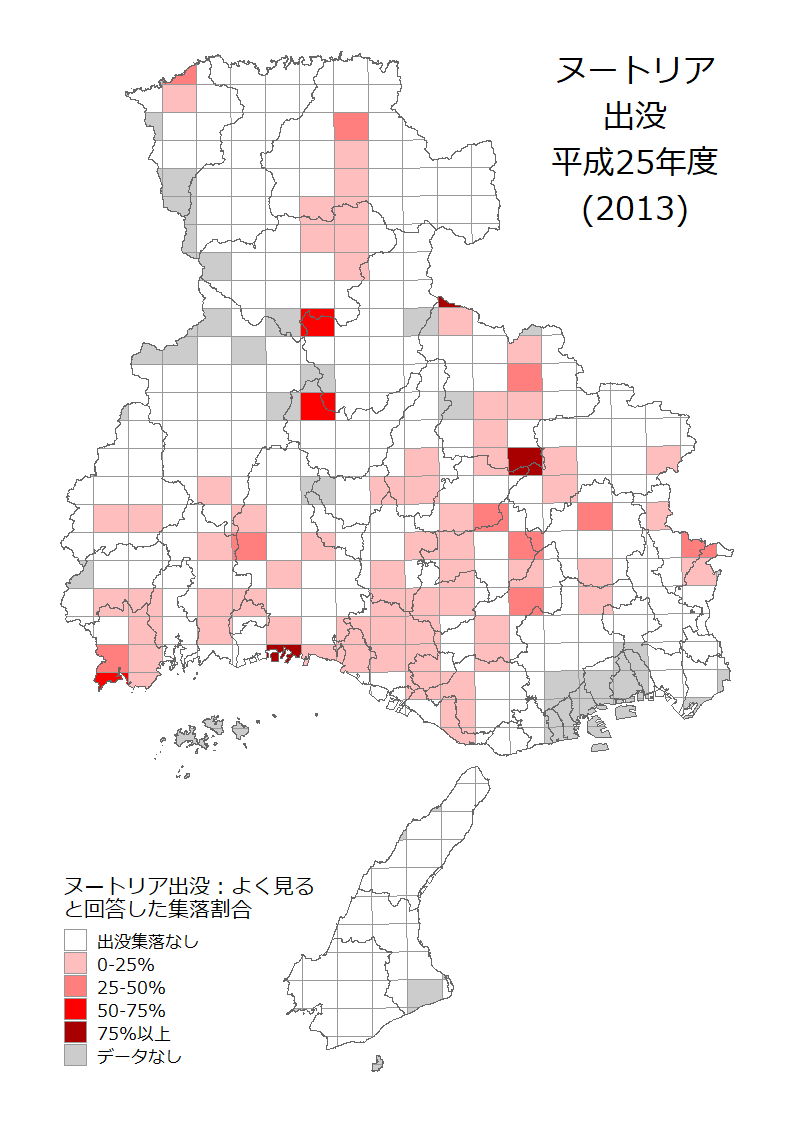 ヌートリア
出没
平成25年度
(2013)
ヌートリア出没：よく見る
と回答した集落割合
出没集落なし
0-25%
25-50%
50-75%
75%以上
データなし